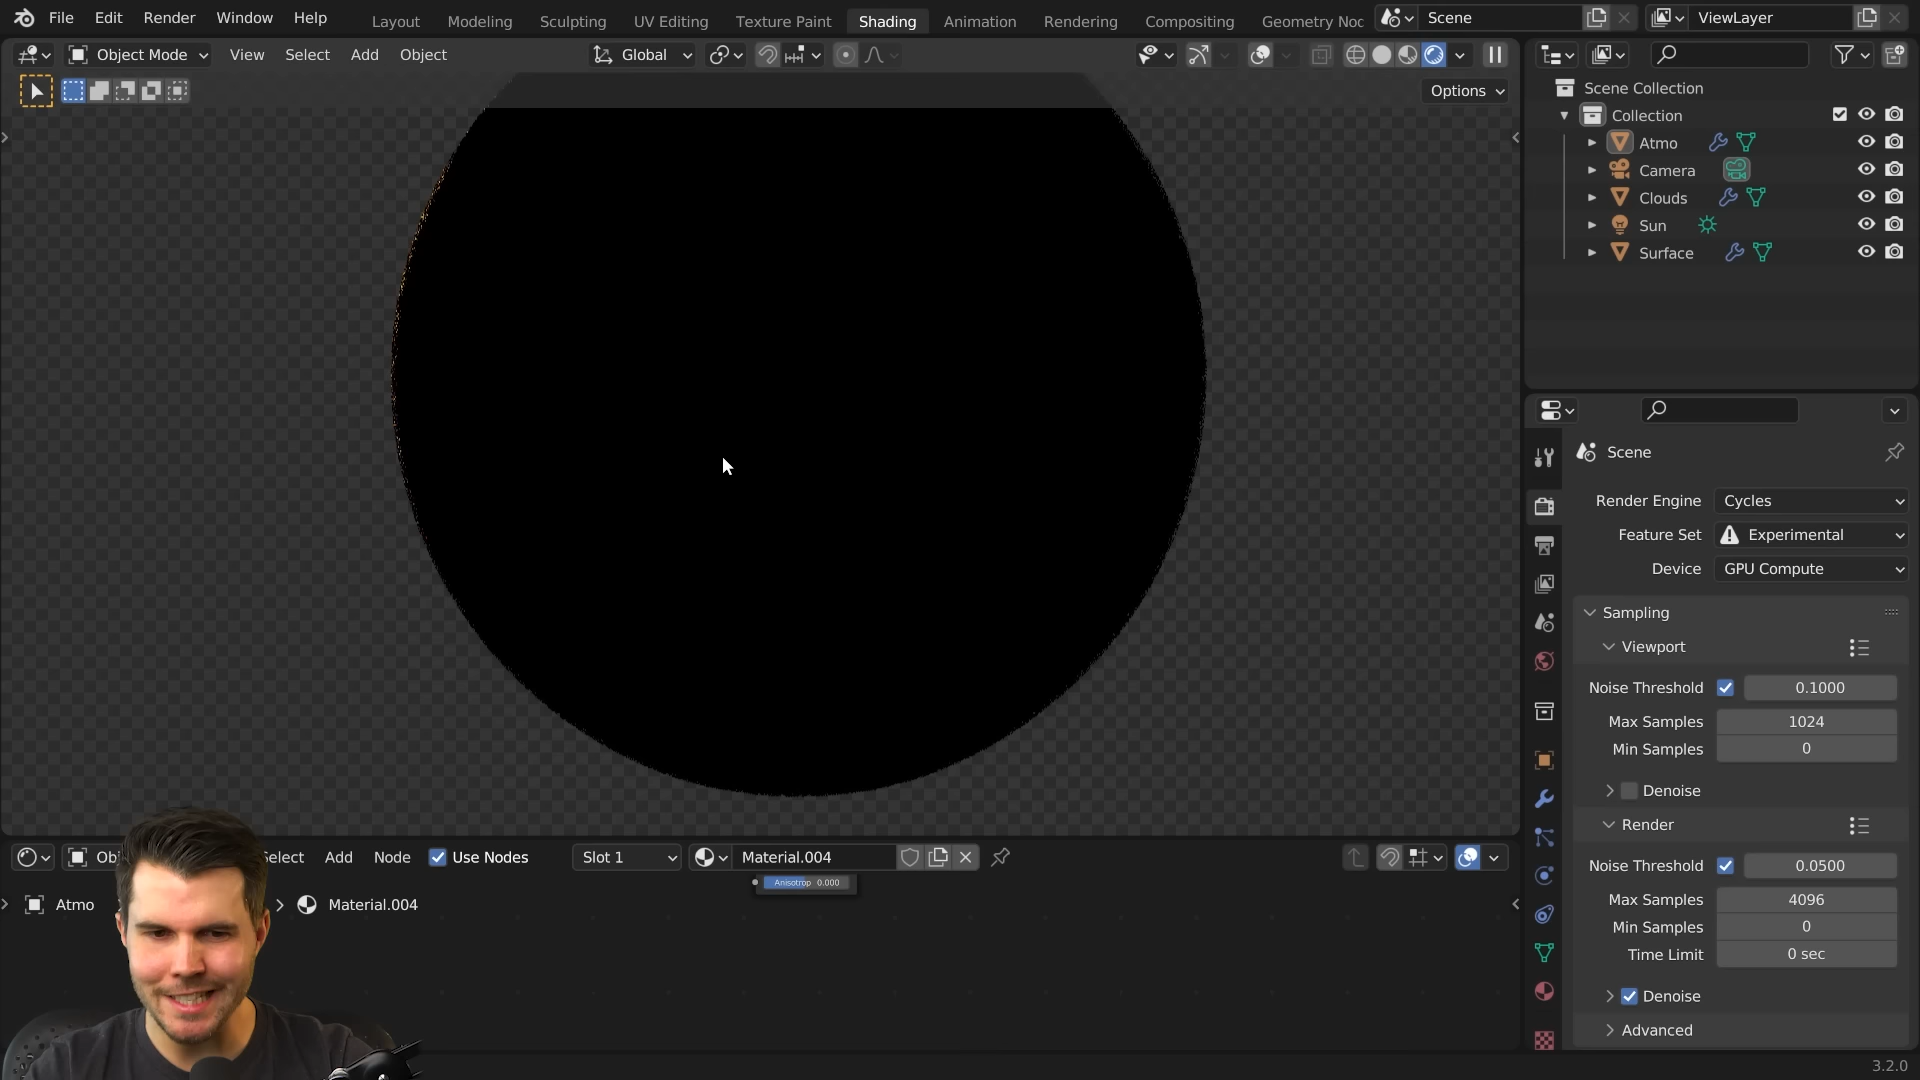 File Edit Render Window Help
Layout Modeling Sculpting UV Editing Texture Paint Shading Animation Rendering Compositing Geometry Noc
Scene
ViewLayer
Object Mode View Select Add Object
Global
Options
Scene Collection
Collection
Atmo
Camera
Clouds
Sun
Surface
Scene
Render Engine Cycles
Feature Set Experimental
Device GPU Compute
Sampling
Viewport
Noise Threshold 0.1000
Max Samples 1024
Min Samples 0
Denoise
Render
Noise Threshold 0.0500
Max Samples 4096
Min Samples 0
Time Limit 0 sec
Denoise
Advanced
Obj Select Add Node Use Nodes Slot 1 Material.004
Anisotrop 0.000
Atmo > Material.004
3.2.0